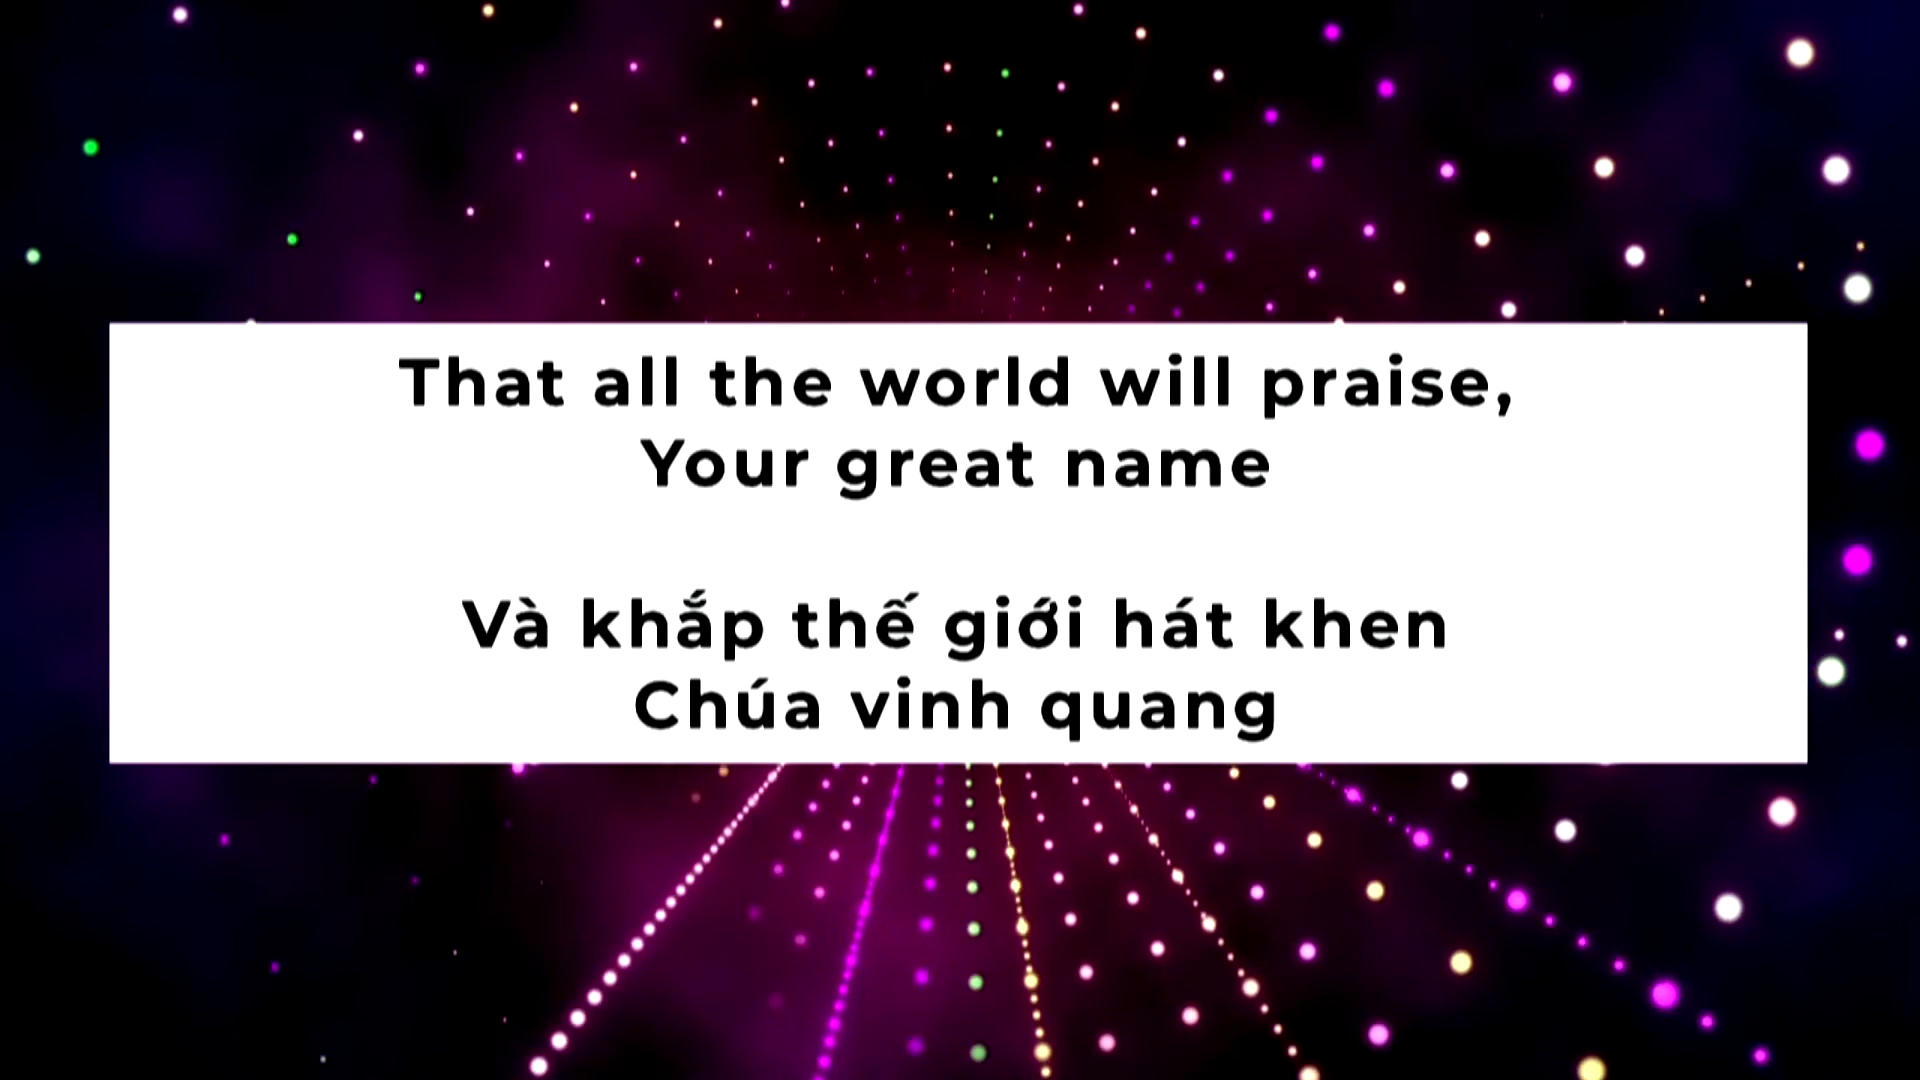 That all the world will praise,
Your great name
Và khắp thế giới hát khen
Chúa vinh quang